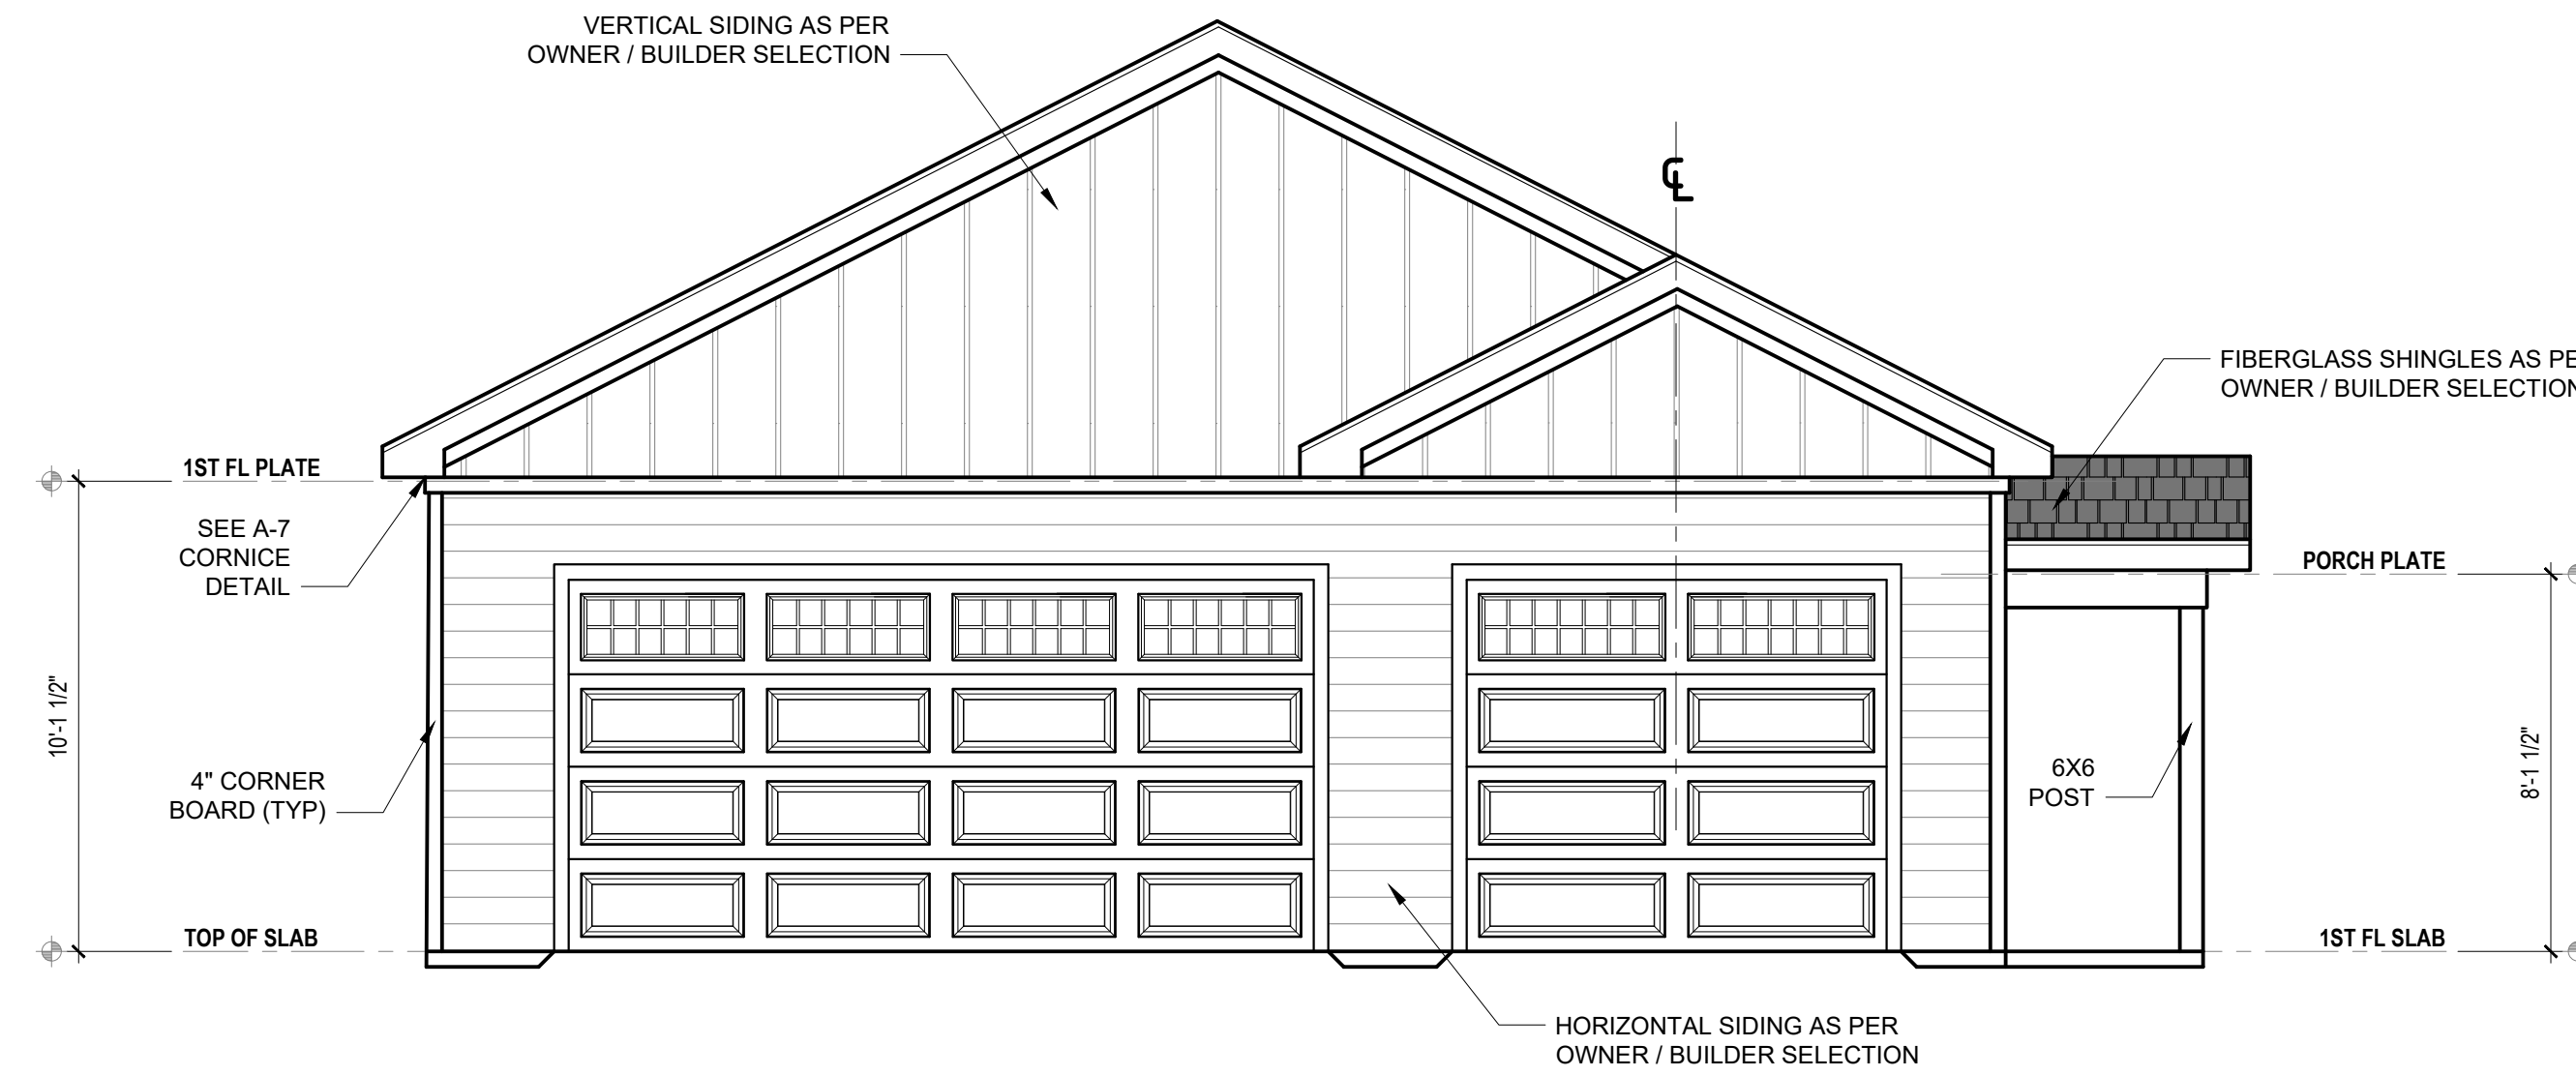 VERTICAL SIDING AS PER
OWNER / BUILDER SELECTION
℄
FIBERGLASS SHINGLES AS PE
OWNER / BUILDER SELECTION
1ST FL PLATE
SEE A-7
CORNICE
DETAIL
PORCH PLATE
10'-1 1/2"
8'-1 1/2"
4" CORNER
BOARD (TYP)
6X6
POST
TOP OF SLAB
1ST FL SLAB
HORIZONTAL SIDING AS PER
OWNER / BUILDER SELECTION